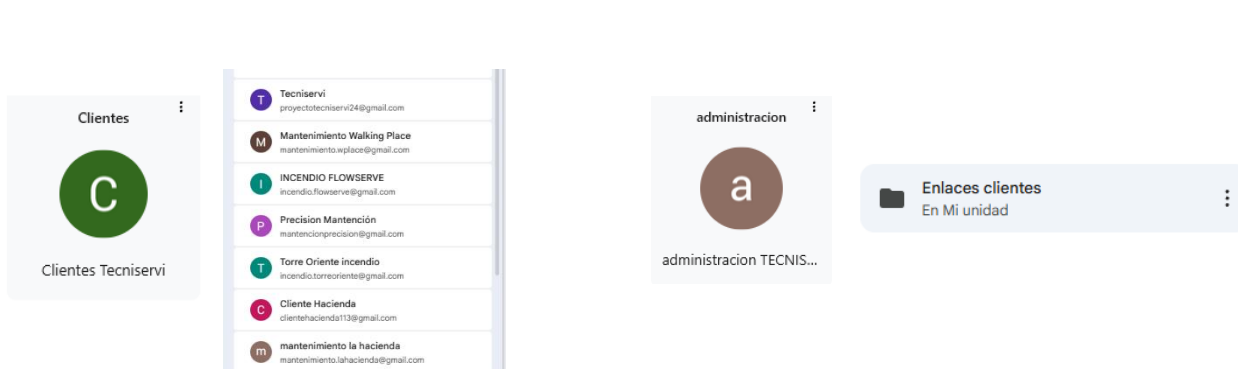 Clientes
C
Clientes Tecniservi
T
Tecniservi
proyectotecniservi24@gmail.com
M
Mantenimiento Walking Place
mantenimiento.wplace@gmail.com
I
INCENDIO FLOWSERVE
incendio.flowserve@gmail.com
P
Precision Mantención
mantencionprecision@gmail.com
T
Torre Oriente incendio
incendio.torreoriente@gmail.com
C
Cliente Hacienda
clientehacienda113@gmail.com
m
mantenimiento la hacienda
mantenimiento.lahacienda@gmail.com
administracion
a
administracion TECNIS...
Enlaces clientes
En Mi unidad